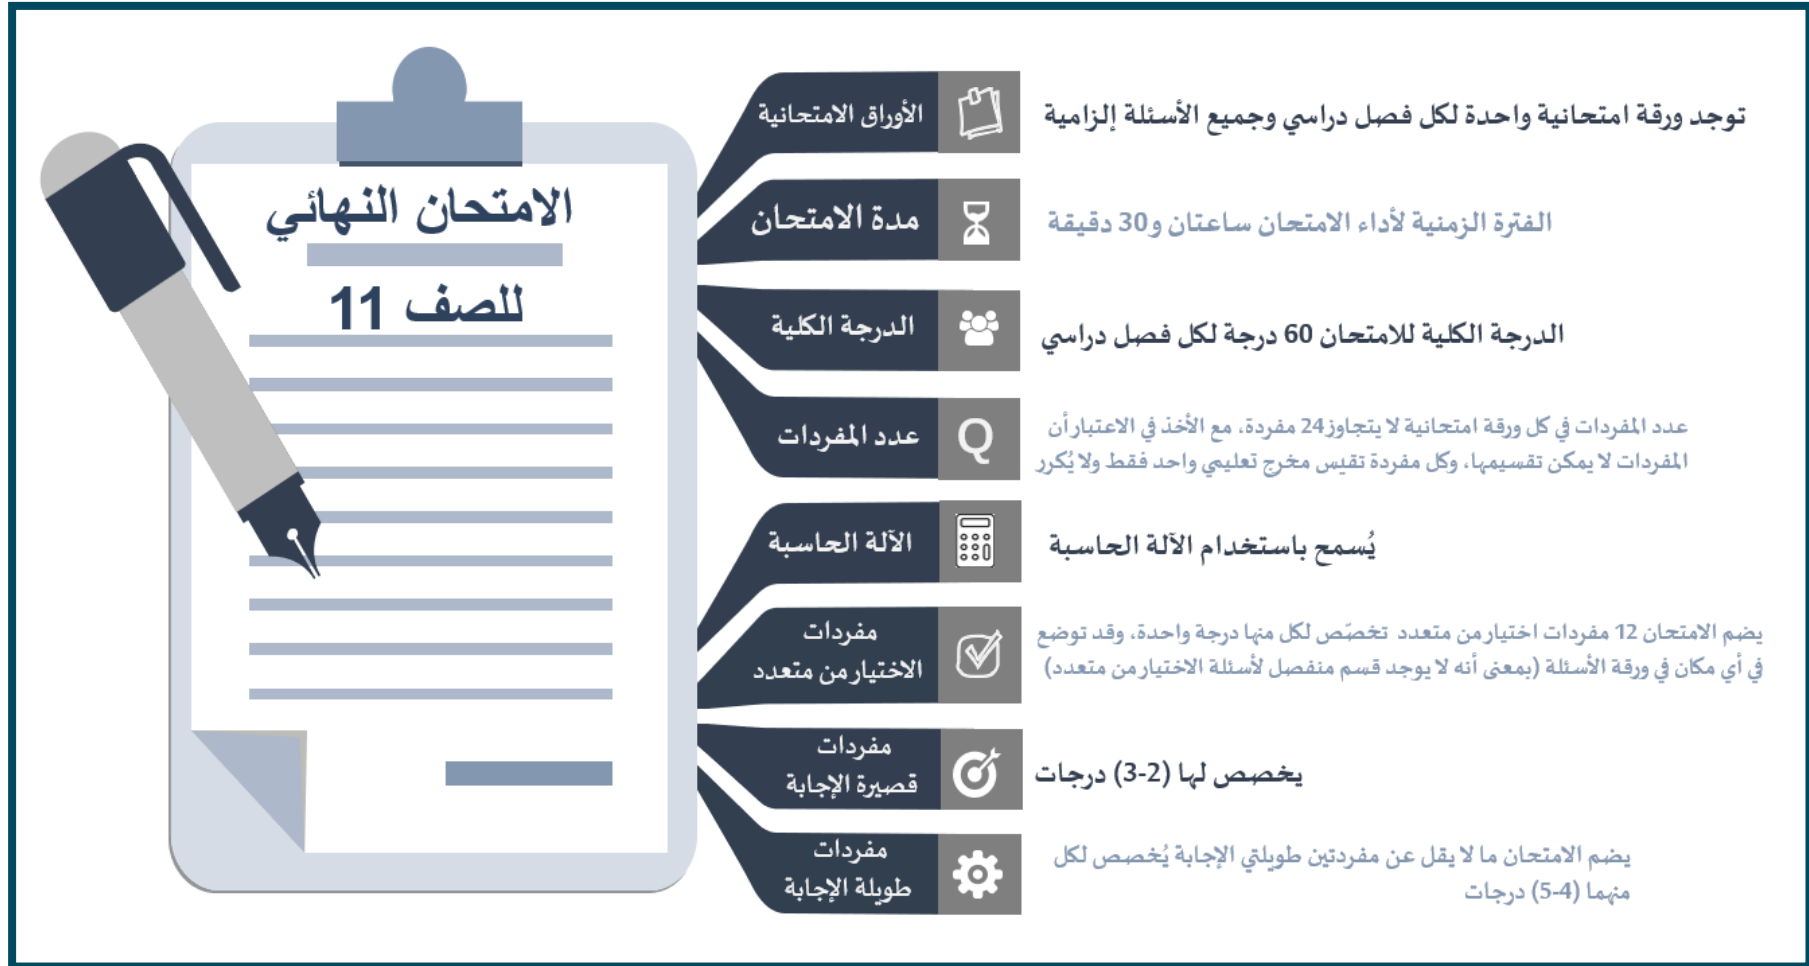 الامتحان النهائي
للصف 11
الأوراق الامتحانية
توجد ورقة امتحانية واحدة لكل فصل دراسي وجميع الأسئلة إلزامية
مدة الامتحان
الفترة الزمنية لأداء الامتحان ساعتان و30 دقيقة
الدرجة الكلية
الدرجة الكلية للامتحان 60 درجة لكل فصل دراسي
عدد المفردات
Q
عدد المفردات في كل ورقة امتحانية لا يتجاوز 24 مفردة، مع الأخذ في الاعتبار أن
المفردات لا يمكن تقسيمها، وكل مفردة تقيس مخرج تعليمي واحد فقط ولا يُكرر
الآلة الحاسبة
يُسمح باستخدام الآلة الحاسبة
مفردات
الاختيار من متعدد
يضم الامتحان 12 مفردات اختيار من متعدد تخصّص لكل منها درجة واحدة، وقد توضع
في أي مكان في ورقة الأسئلة (بمعنى أنه لا يوجد قسم منفصل لأسئلة الاختيار من متعدد)
مفردات
قصيرة الإجابة
يخصص لها (2-3) درجات
مفردات
طويلة الإجابة
يضم الامتحان ما لا يقل عن مفردتين طويلتي الإجابة يُخصص لكل
منهما (4-5) درجات